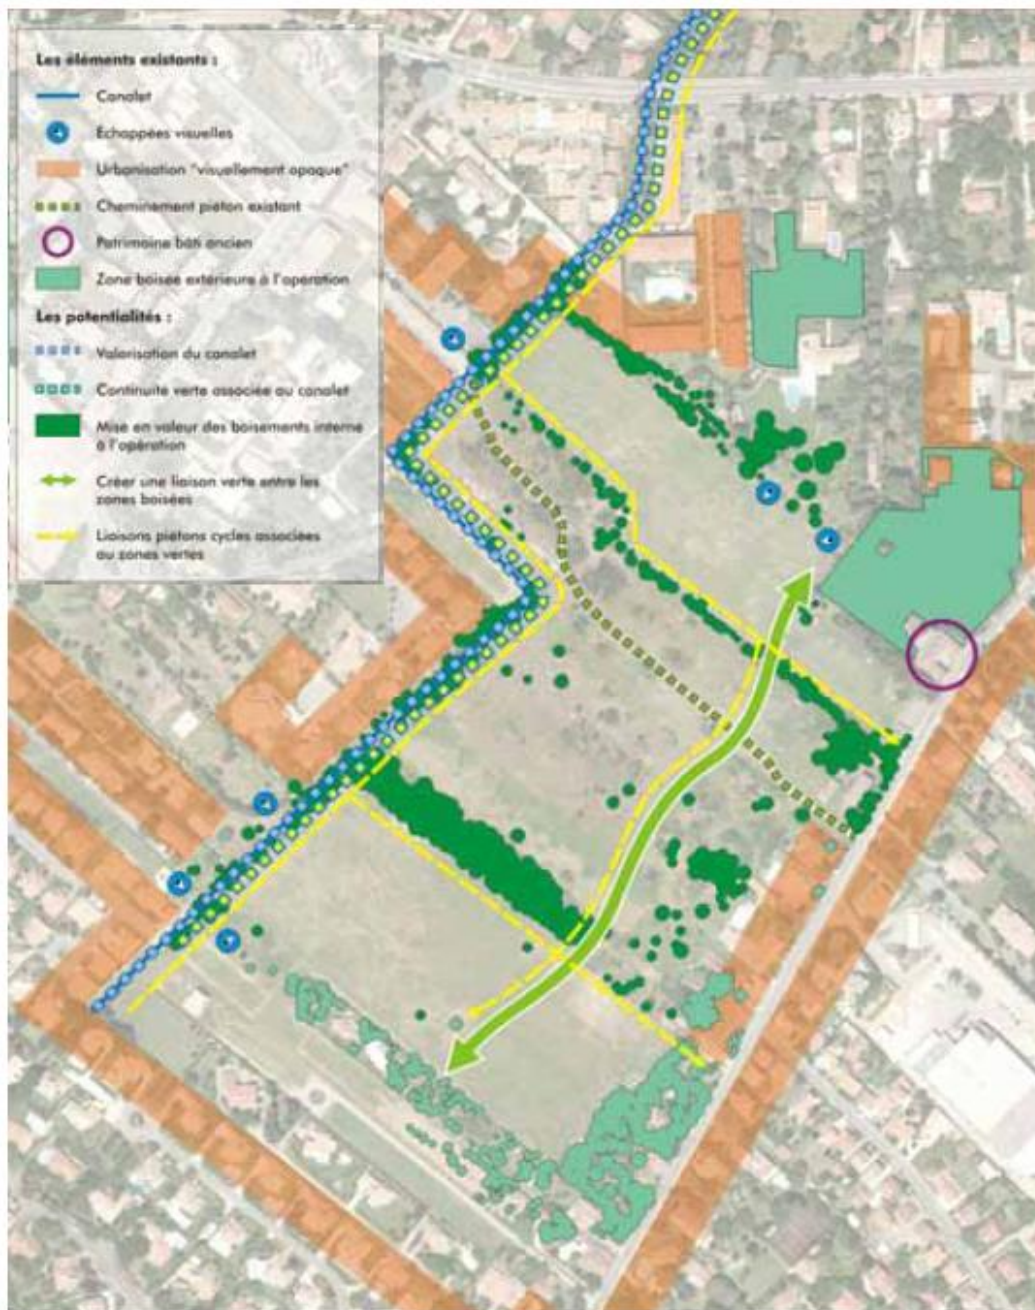 Les éléments existants :
Canalet
Echappées visuelles
Urbanisation "visuellement opaque"
Cheminement piéton existant
Patrimoine bâti ancien
Zone boisée extérieure à l'opération
Les potentialités :
Valorisation du canalet
Continuité verte associée au canalet
Mise en valeur des boisements interne
à l'opération
Créer une liaison verte entre les
zones boisées
Liaisons piétons cycles associées
au zones vertes